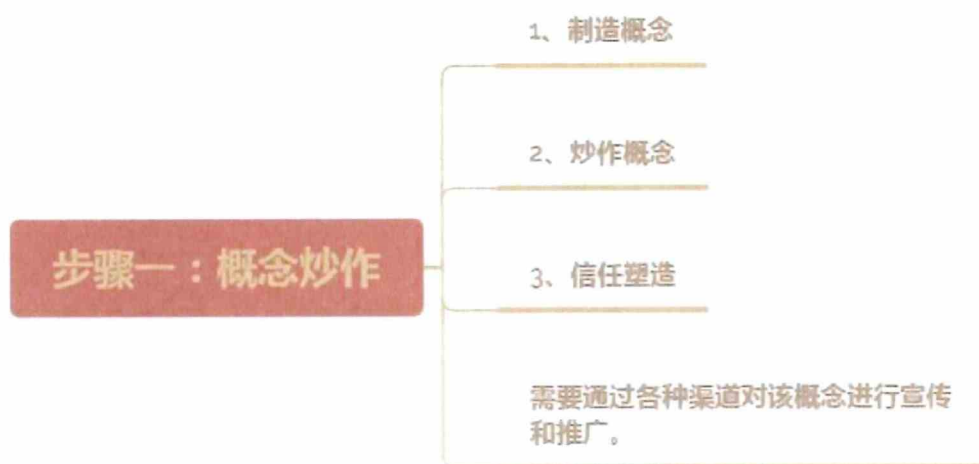 1、制造概念
2、炒作概念
步骤一：概念炒作
3、信任塑造
需要通过各种渠道对该概念进行宣传
和推广。